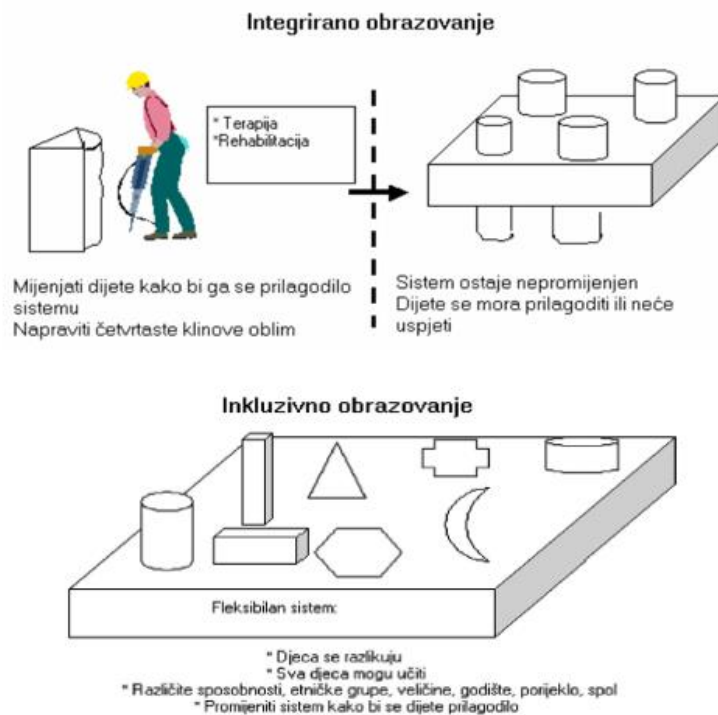 Integrirano obrazovanje
* Terapija
*Rehabilitacija
Mijenjati dijete kako bi ga se prilagodilo
sistemu
Napraviti četvrtaste klinove oblim
Sistem ostaje nepromijenjen
Dijete se mora prilagoditi ili neće
uspjeti
Inkluzivno obrazovanje
Fleksibilan sistem:
* Djeca se razlikuju
* Sva djeca mogu učiti
* Različite sposobnosti, etničke grupe, veličine, godište, porijeklo, spol
* Promijeniti sistem kako bi se dijete prilagodilo